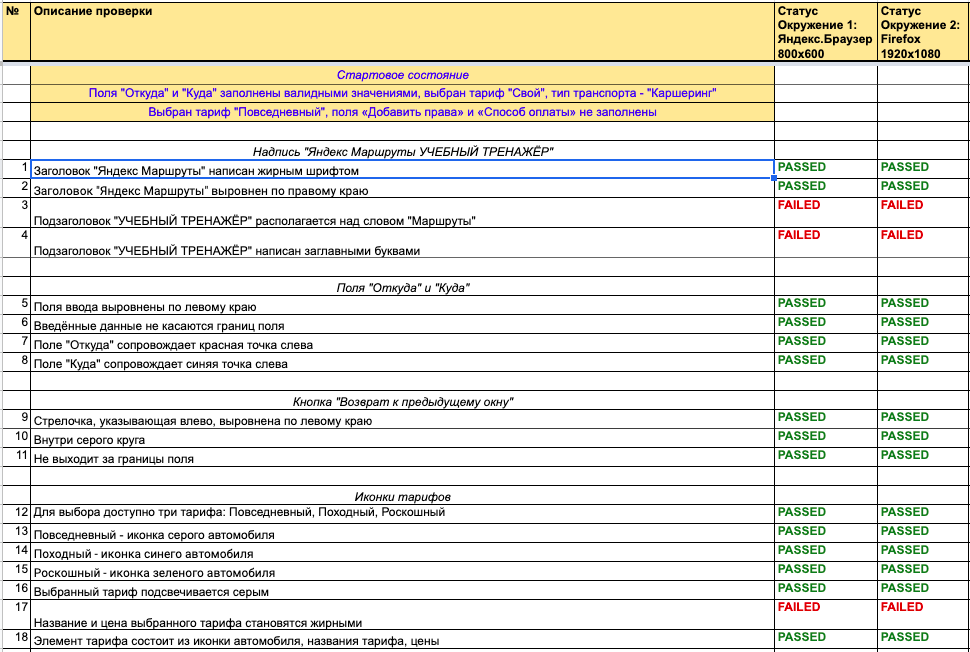 № Описание проверки Статус Окружение 1: Яндекс.Браузер 800x600 Статус Окружение 2: Firefox 1920x1080
Стартовое состояние
Поля "Откуда" и "Куда" заполнены валидными значениями, выбран тариф "Свой", тип транспорта - "Каршеринг"
Выбран тариф "Повседневный", поля «Добавить права» и «Способ оплаты» не заполнены
Надпись "Яндекс Маршруты УЧЕБНЫЙ ТРЕНАЖЁР"
1 Заголовок "Яндекс Маршруты" написан жирным шрифтом PASSED PASSED
2 Заголовок "Яндекс Маршруты" выровнен по правому краю PASSED PASSED
3 Подзаголовок "УЧЕБНЫЙ ТРЕНАЖЁР" располагается над словом "Маршруты" FAILED FAILED
4 Подзаголовок "УЧЕБНЫЙ ТРЕНАЖЁР" написан заглавными буквами FAILED FAILED
Поля "Откуда" и "Куда"
5 Поля ввода выровнены по левому краю PASSED PASSED
6 Введённые данные не касаются границ поля PASSED PASSED
7 Поле "Откуда" сопровождает красная точка слева PASSED PASSED
8 Поле "Куда" сопровождает синяя точка слева PASSED PASSED
Кнопка "Возврат к предыдущему окну"
9 Стрелочка, указывающая влево, выровнена по левому краю PASSED PASSED
10 Внутри серого круга PASSED PASSED
11 Не выходит за границы поля PASSED PASSED
Иконки тарифов
12 Для выбора доступно три тарифа: Повседневный, Походный, Роскошный PASSED PASSED
13 Повседневный - иконка серого автомобиля PASSED PASSED
14 Походный - иконка синего автомобиля PASSED PASSED
15 Роскошный - иконка зеленого автомобиля PASSED PASSED
16 Выбранный тариф подсвечивается серым PASSED PASSED
17 Название и цена выбранного тарифа становятся жирными FAILED FAILED
18 Элемент тарифа состоит из иконки автомобиля, названия тарифа, цены PASSED PASSED